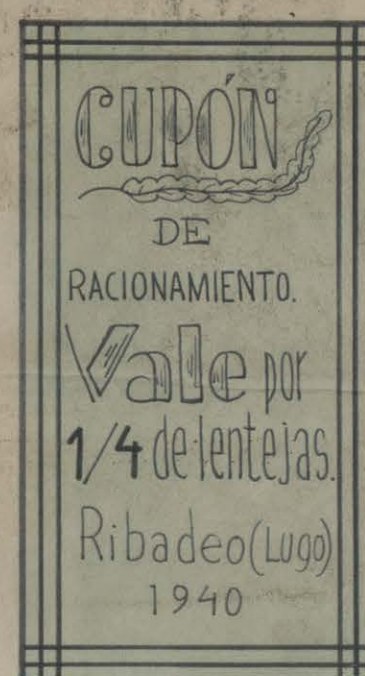 CUPÓN
DE
RACIONAMIENTO.
Vale por
1/4 de lentejas.
Ribadeo (Lugo)
1940